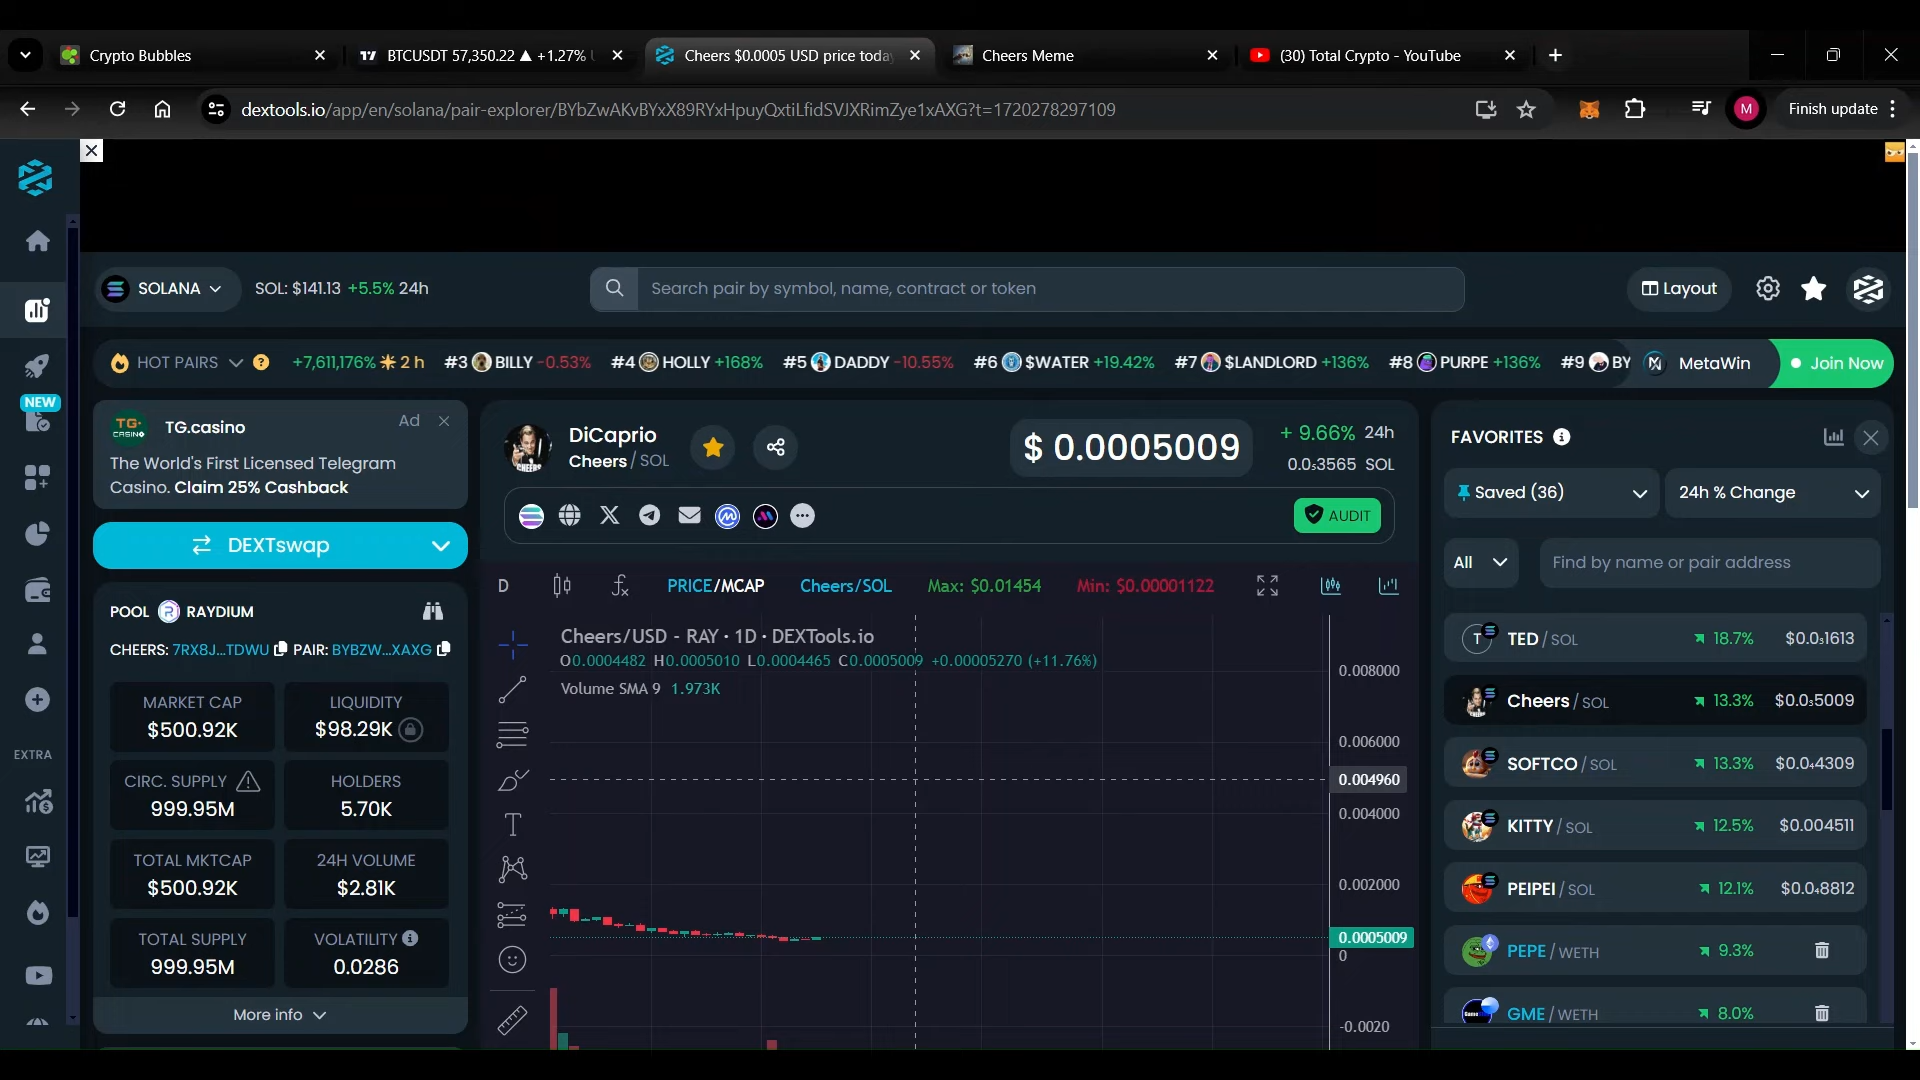 Crypto Bubbles
BTCUSDT 57,350.22 ▲ +1.27%
Cheers $0.0005 USD price toda
Cheers Meme
(30) Total Crypto - YouTube
dextools.io/app/en/solana/pair-explorer/BYbZwAKvBYxX89RYxHpuyQxtiLfidSVJXRimZye1xAXG?t=1720278297109
M
Finish update
SOLANA
SOL: $141.13 +5.5% 24h
Search pair by symbol, name, contract or token
Layout
HOT PAIRS
+7,611,176% 2 h
#3 BILLY -0.53%
#4 HOLLY +168%
#5 DADDY -10.55%
#6 $WATER +19.42%
#7 $LANDLORD +136%
#8 PURPE +136%
#9 BY
MetaWin
Join Now
NEW
EXTRA
TG.
CASINO
TG.casino
Ad
The World's First Licensed Telegram
Casino. Claim 25% Cashback
DEXTswap
POOL RAYDIUM
CHEERS: 7RX8J...TDWU PAIR: BYBZW...XAXG
MARKET CAP
$500.92K
LIQUIDITY
$98.29K
CIRC. SUPPLY
999.95M
HOLDERS
5.70K
TOTAL MKTCAP
$500.92K
24H VOLUME
$2.81K
TOTAL SUPPLY
999.95M
VOLATILITY
0.0286
More info
CHEERS
DiCaprio
Cheers / SOL
$ 0.0005009
+ 9.66% 24h
0.0₅3565 SOL
AUDIT
D
PRICE/MCAP
Cheers/SOL
Max: $0.01454
Min: $0.00001122
Cheers/USD - RAY · 1D · DEXTools.io
O0.0004482 H0.0005010 L0.0004465 C0.0005009 +0.00005270 (+11.76%)
Volume SMA 9 1.973K
0.008000
0.006000
0.004960
0.004000
0.002000
0.0005009
0
-0.0020
FAVORITES
Saved (36)
24h % Change
All
Find by name or pair address
T TED / SOL 18.7% $0.0₃1613
Cheers / SOL 13.3% $0.0₃5009
SOFTCO / SOL 13.3% $0.0₄4309
KITTY / SOL 12.5% $0.004511
PEIPEI / SOL 12.1% $0.0₄8812
PEPE / WETH 9.3%
GME / WETH 8.0%